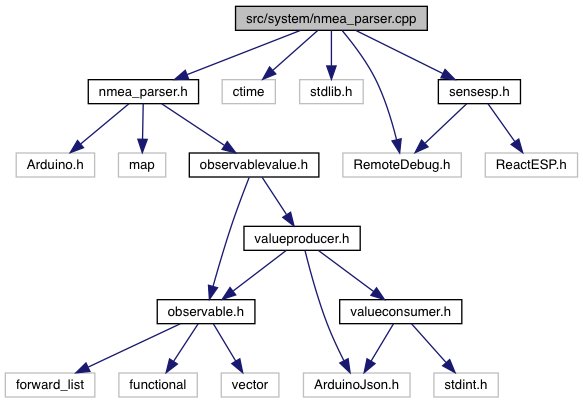 src/system/nmea_parser.cpp
nmea_parser.h
ctime
stdlib.h
sensesp.h
Arduino.h
map
observablevalue.h
RemoteDebug.h
ReactESP.h
valueproducer.h
observable.h
valueconsumer.h
forward_list
functional
vector
ArduinoJson.h
stdint.h